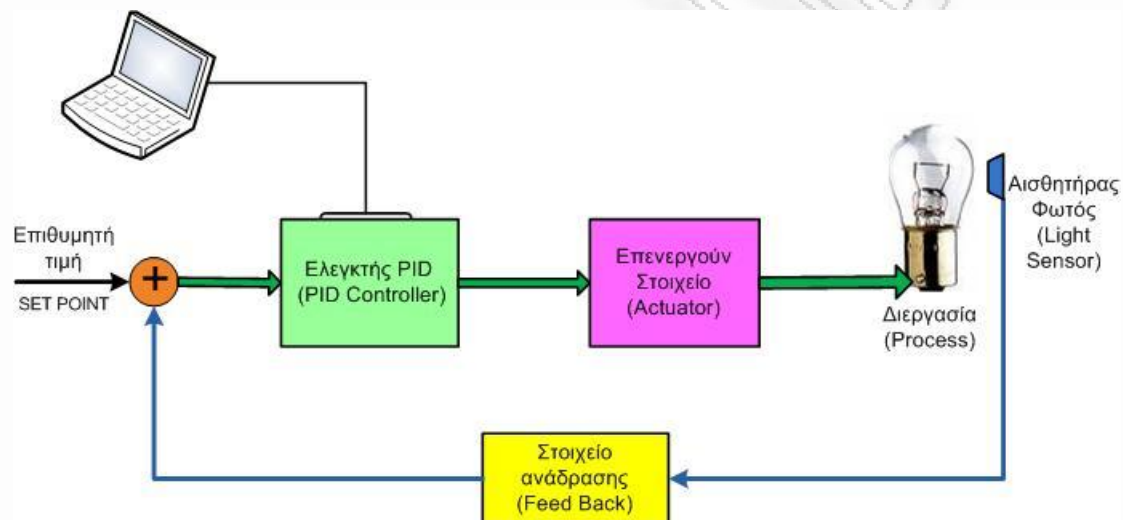 Επιθυμητή
τιμή
SET POINT
+
Ελεγκτής PID
(PID Controller)
Επενεργούν
Στοιχείο
(Actuator)
Διεργασία
(Process)
Αισθητήρας
Φωτός
(Light
Sensor)
Στοιχείο
ανάδρασης
(Feed Back)